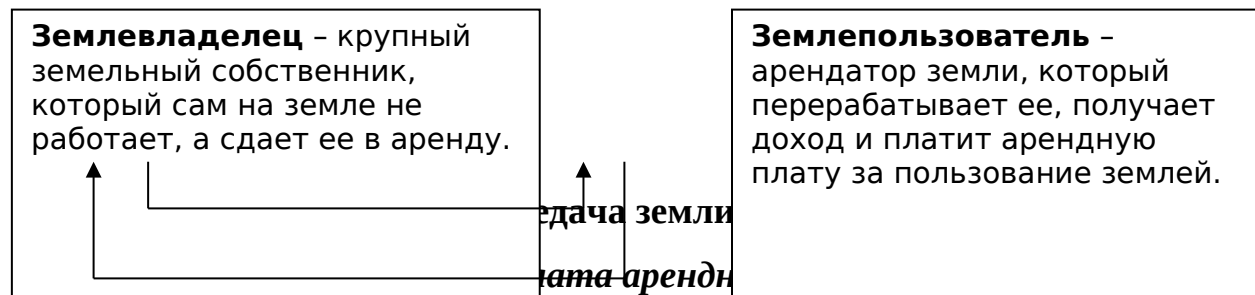 Землевладелец – крупный
земельный собственник,
который сам на земле не
работает, а сдает ее в аренду.
Землепользователь –
арендатор земли, который
перерабатывает ее, получает
доход и платит арендную
плату за пользование землей.
земли